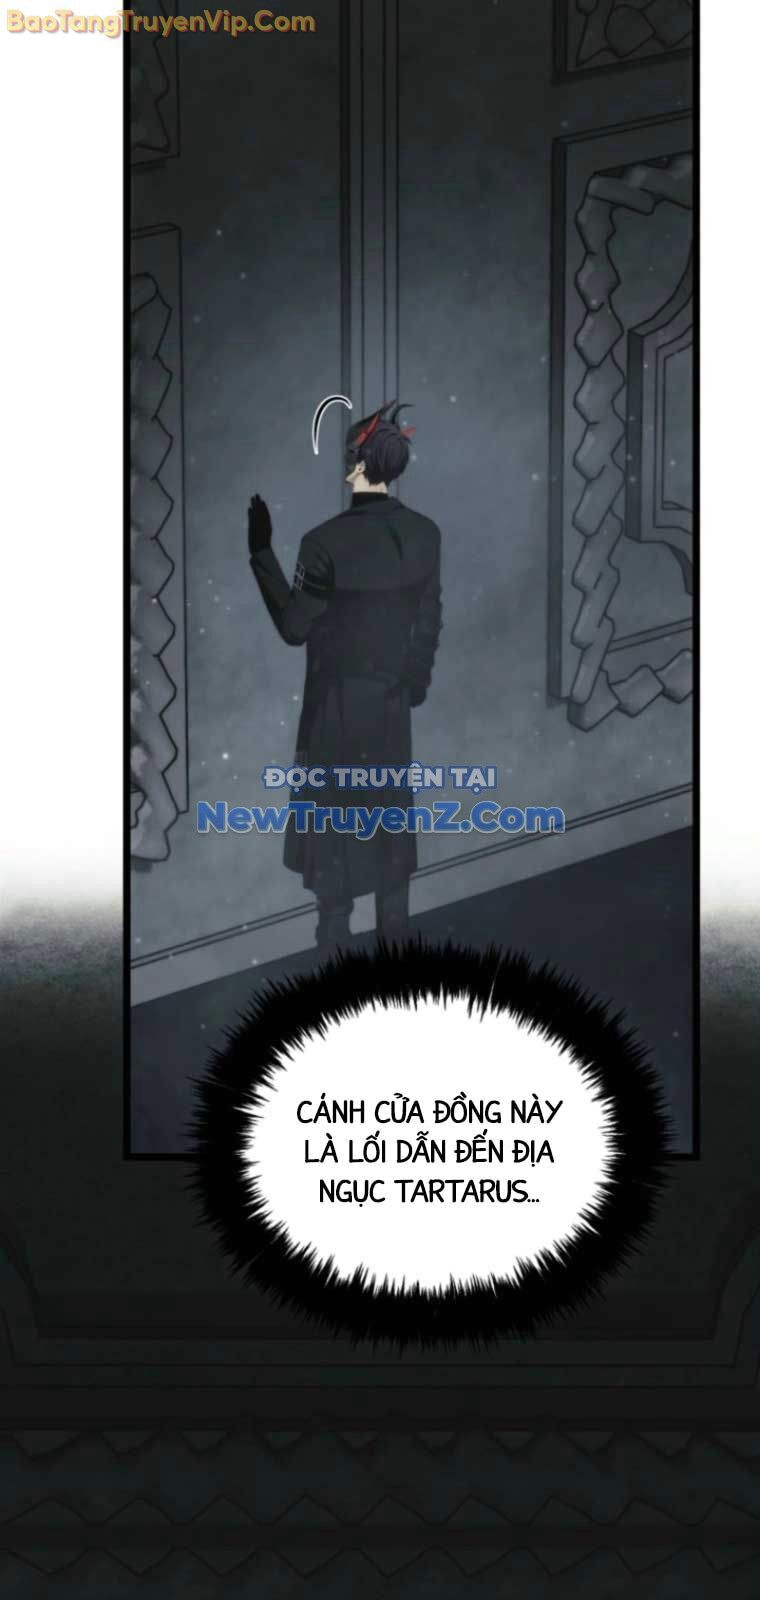 BaoTangTruyenVip.Com
ĐỌC TRUYỆN TẠI
NewTruyenZ.Com
CÁNH CỬA ĐỒNG NÀY
LÀ LỐI DẪN ĐẾN ĐỊA
NGỤC TARTARUS...